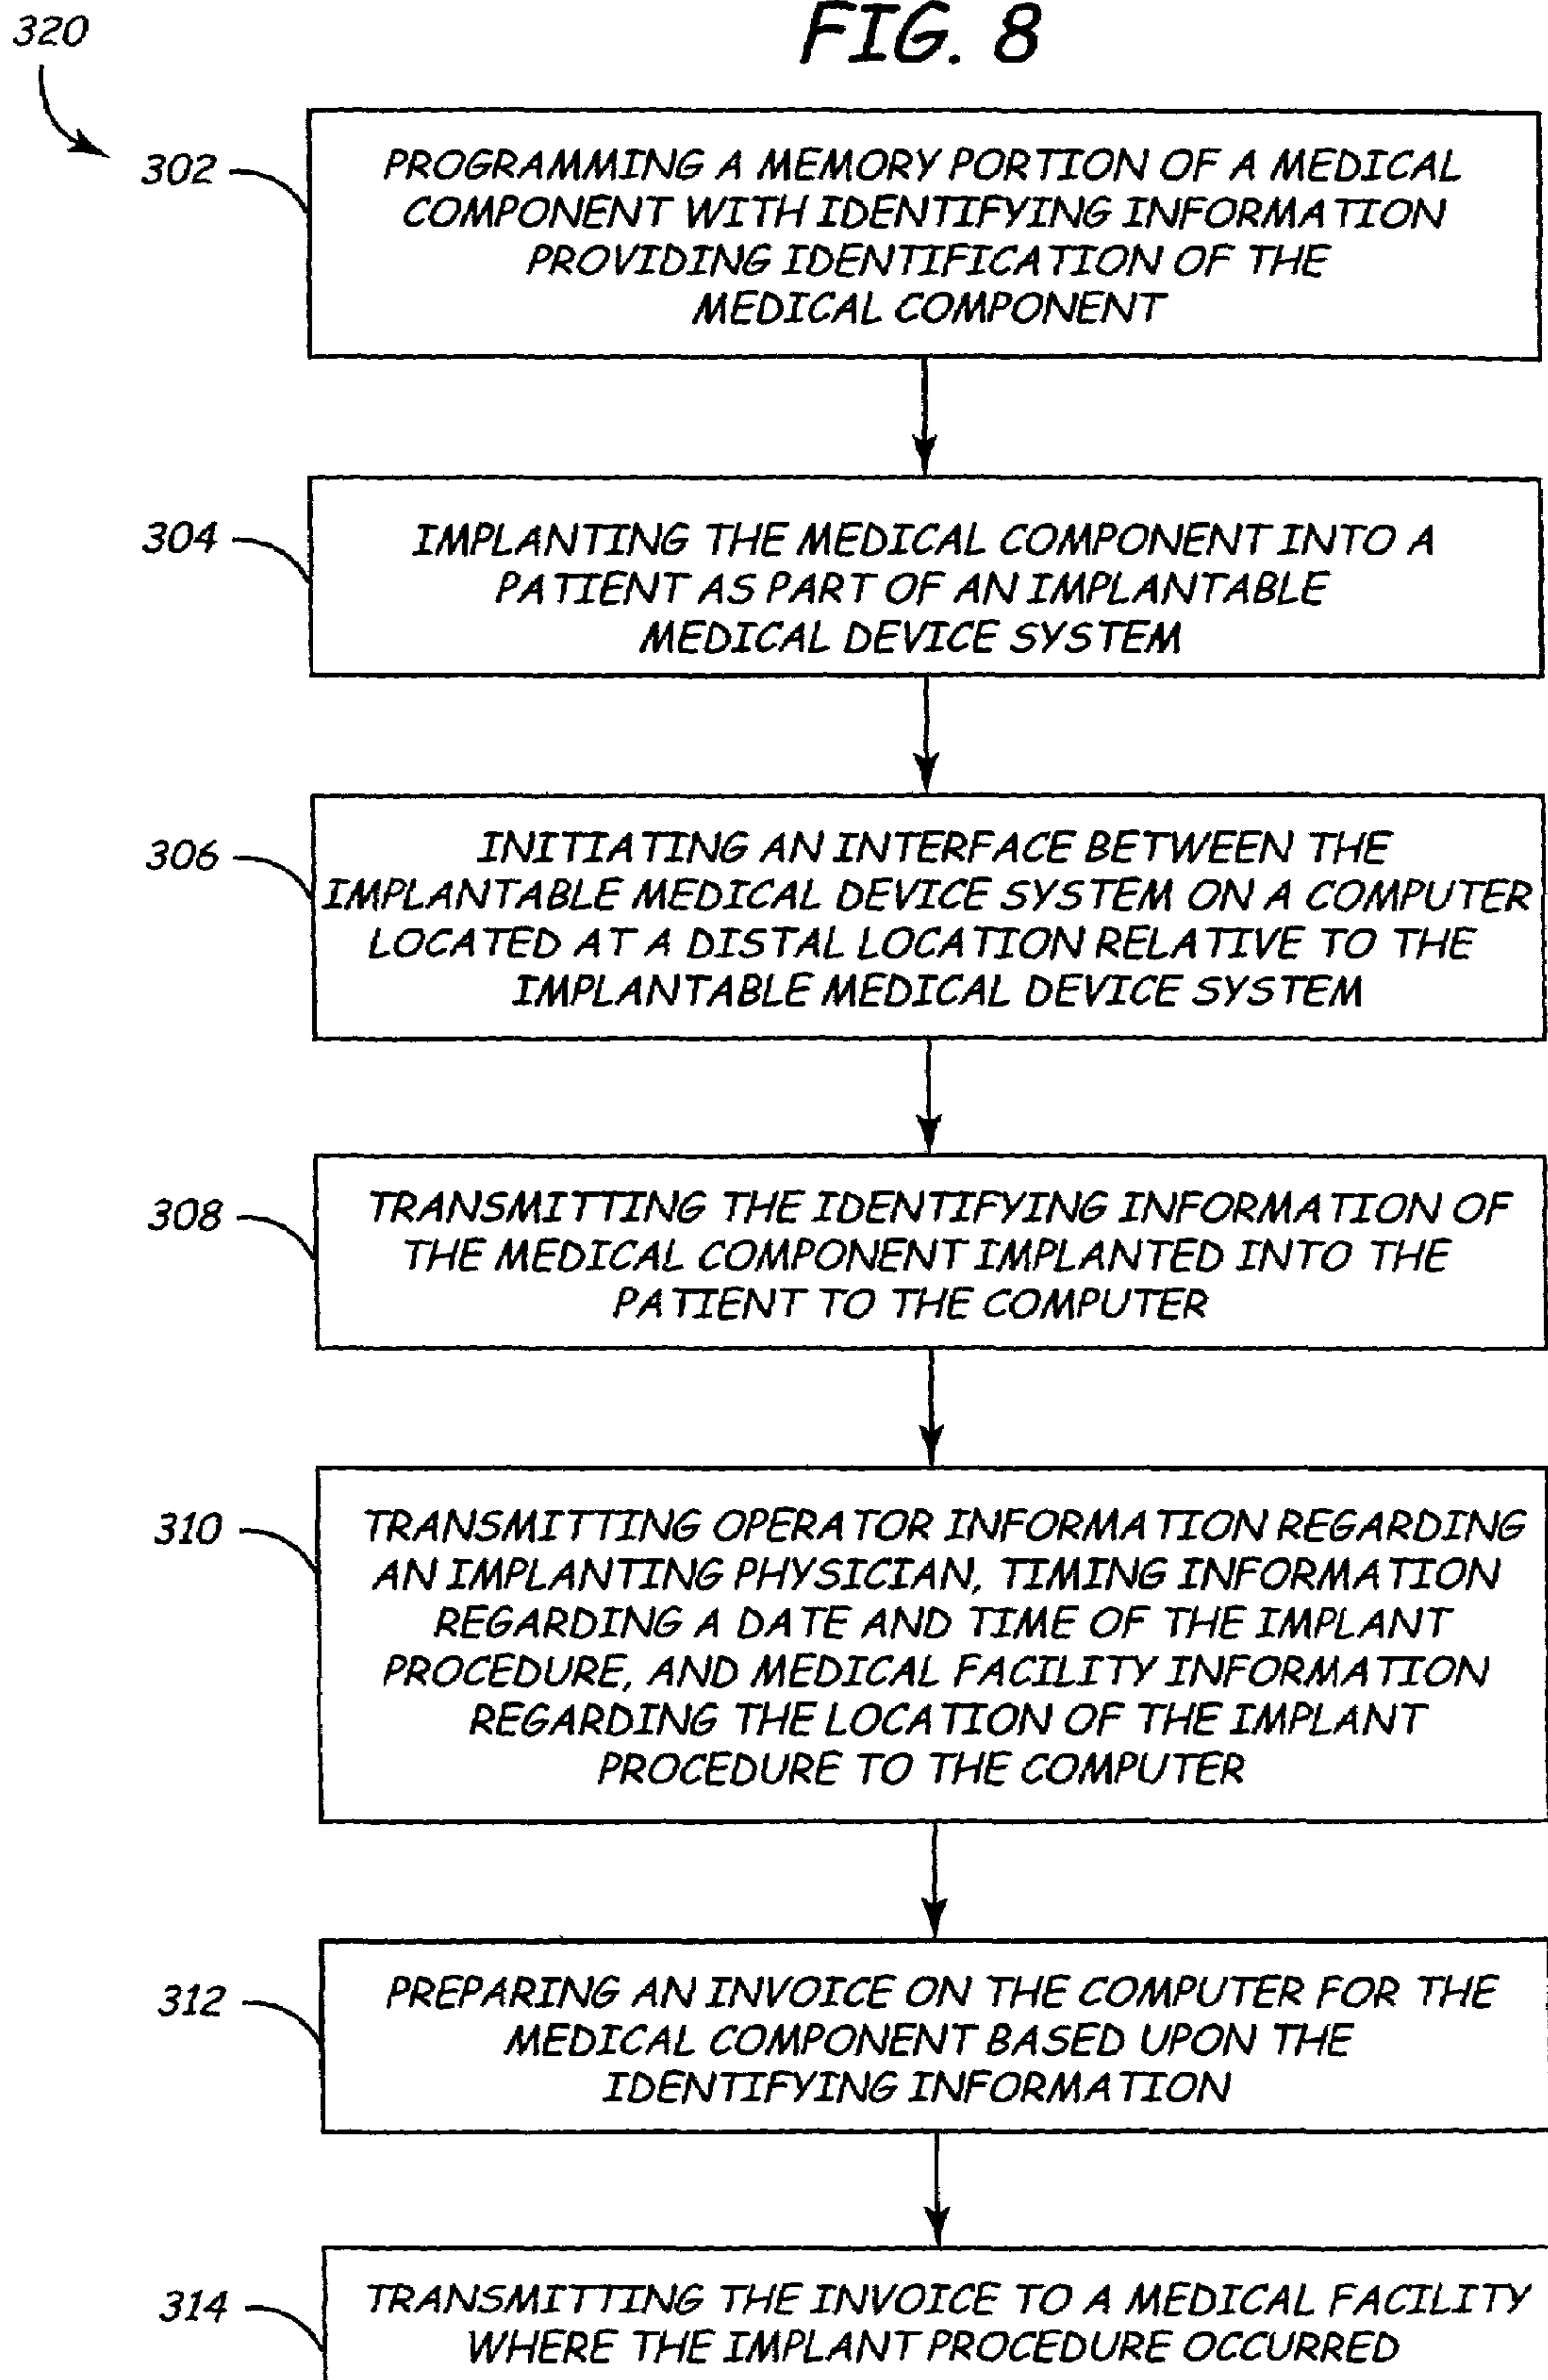 FIG. 8
320
302
PROGRAMMING A MEMORY PORTION OF A MEDICAL
COMPONENT WITH IDENTIFYING INFORMATION
PROVIDING IDENTIFICATION OF THE
MEDICAL COMPONENT
304
IMPLANTING THE MEDICAL COMPONENT INTO A
PATIENT AS PART OF AN IMPLANTABLE
MEDICAL DEVICE SYSTEM
306
INITIATING AN INTERFACE BETWEEN THE
IMPLANTABLE MEDICAL DEVICE SYSTEM ON A COMPUTER
LOCATED AT A DISTAL LOCATION RELATIVE TO THE
IMPLANTABLE MEDICAL DEVICE SYSTEM
308
TRANSMITTING THE IDENTIFYING INFORMATION OF
THE MEDICAL COMPONENT IMPLANTED INTO THE
PATIENT TO THE COMPUTER
310
TRANSMITTING OPERATOR INFORMATION REGARDING
AN IMPLANTING PHYSICIAN, TIMING INFORMATION
REGARDING A DATE AND TIME OF THE IMPLANT
PROCEDURE, AND MEDICAL FACILITY INFORMATION
REGARDING THE LOCATION OF THE IMPLANT
PROCEDURE TO THE COMPUTER
312
PREPARING AN INVOICE ON THE COMPUTER FOR THE
MEDICAL COMPONENT BASED UPON THE
IDENTIFYING INFORMATION
314
TRANSMITTING THE INVOICE TO A MEDICAL FACILITY
WHERE THE IMPLANT PROCEDURE OCCURRED